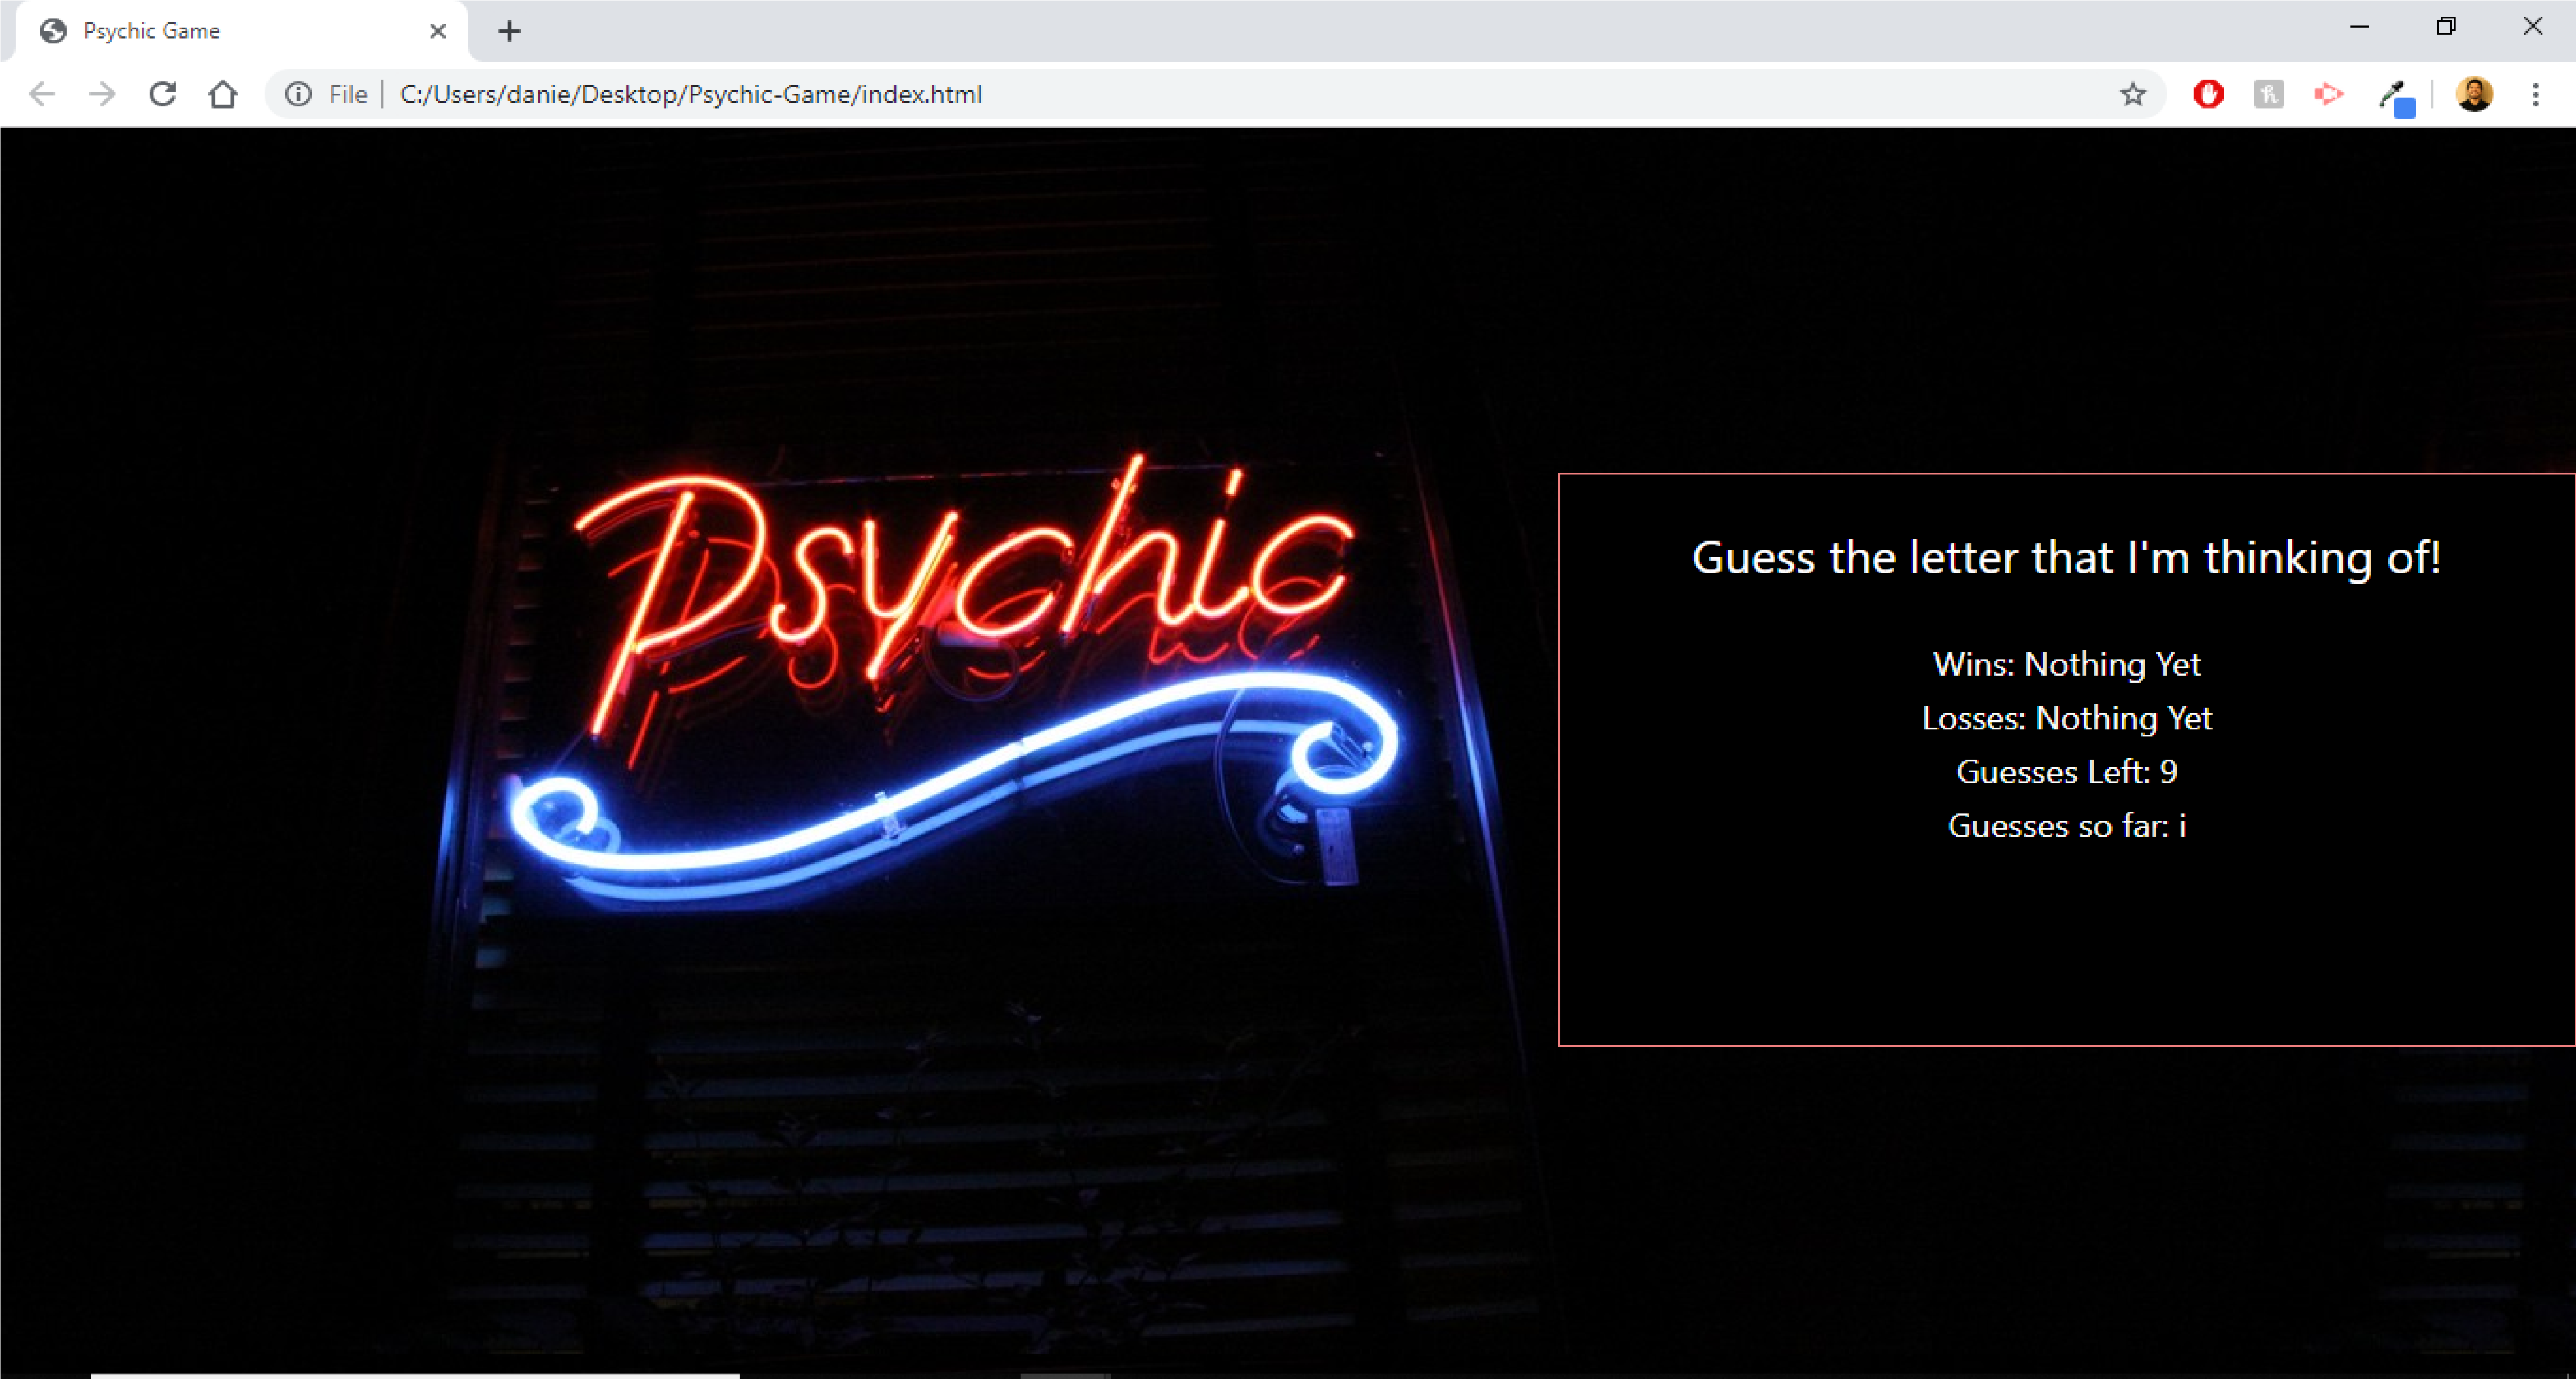 Psychic Game
File
C:/Users/danie/Desktop/Psychic-Game/index.html
Psychic
Guess the letter that I'm thinking of!
Wins: Nothing Yet
Losses: Nothing Yet
Guesses Left: 9
Guesses so far: i